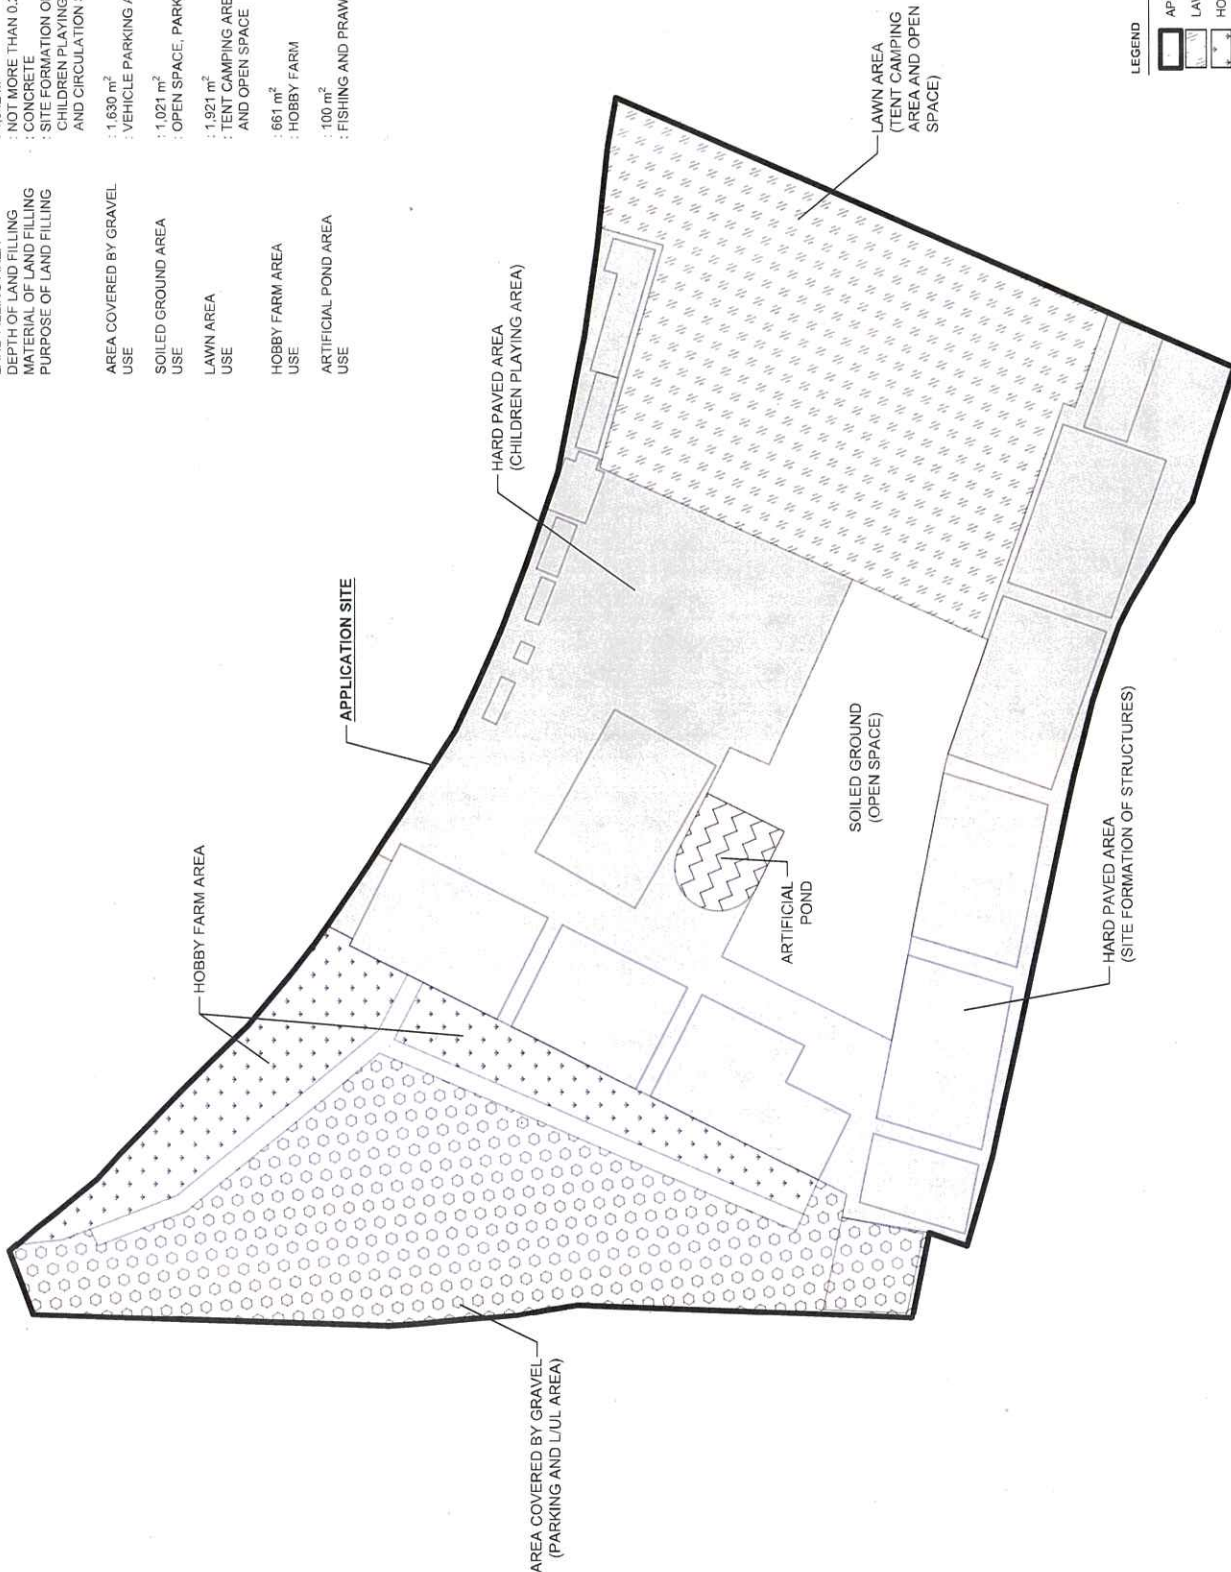 DEPTH OF LAND FILLING : NOT MORE THAN
MATERIAL OF LAND FILLING : CONCRETE
PURPOSE OF LAND FILLING : SITE FORMATION
CHILDREN PLAYING
AND CIRCULATION
AREA COVERED BY GRAVEL : 1,630 m²
USE : VEHICLE PARKING
SOILED GROUND AREA : 1,021 m²
USE : OPEN SPACE,
LAWN AREA : 1,921 m²
USE : TENT CAMPING
AND OPEN SPACE
HOBBY FARM AREA : 661 m²
USE : HOBBY FARM
ARTIFICIAL POND AREA : 100 m²
USE : FISHING AND
APPLICATION SITE
HOBBY FARM AREA
HARD PAVED AREA
(CHILDREN PLAYING AREA)
LAWN AREA
(TENT CAMPING
AREA AND OPEN
SPACE)
SOILED GROUND
(OPEN SPACE)
ARTIFICIAL
POND
HARD PAVED AREA
(SITE FORMATION OF STRUCTURES)
AREA COVERED BY GRAVEL
(PARKING AND L/UL AREA)
LEGEND